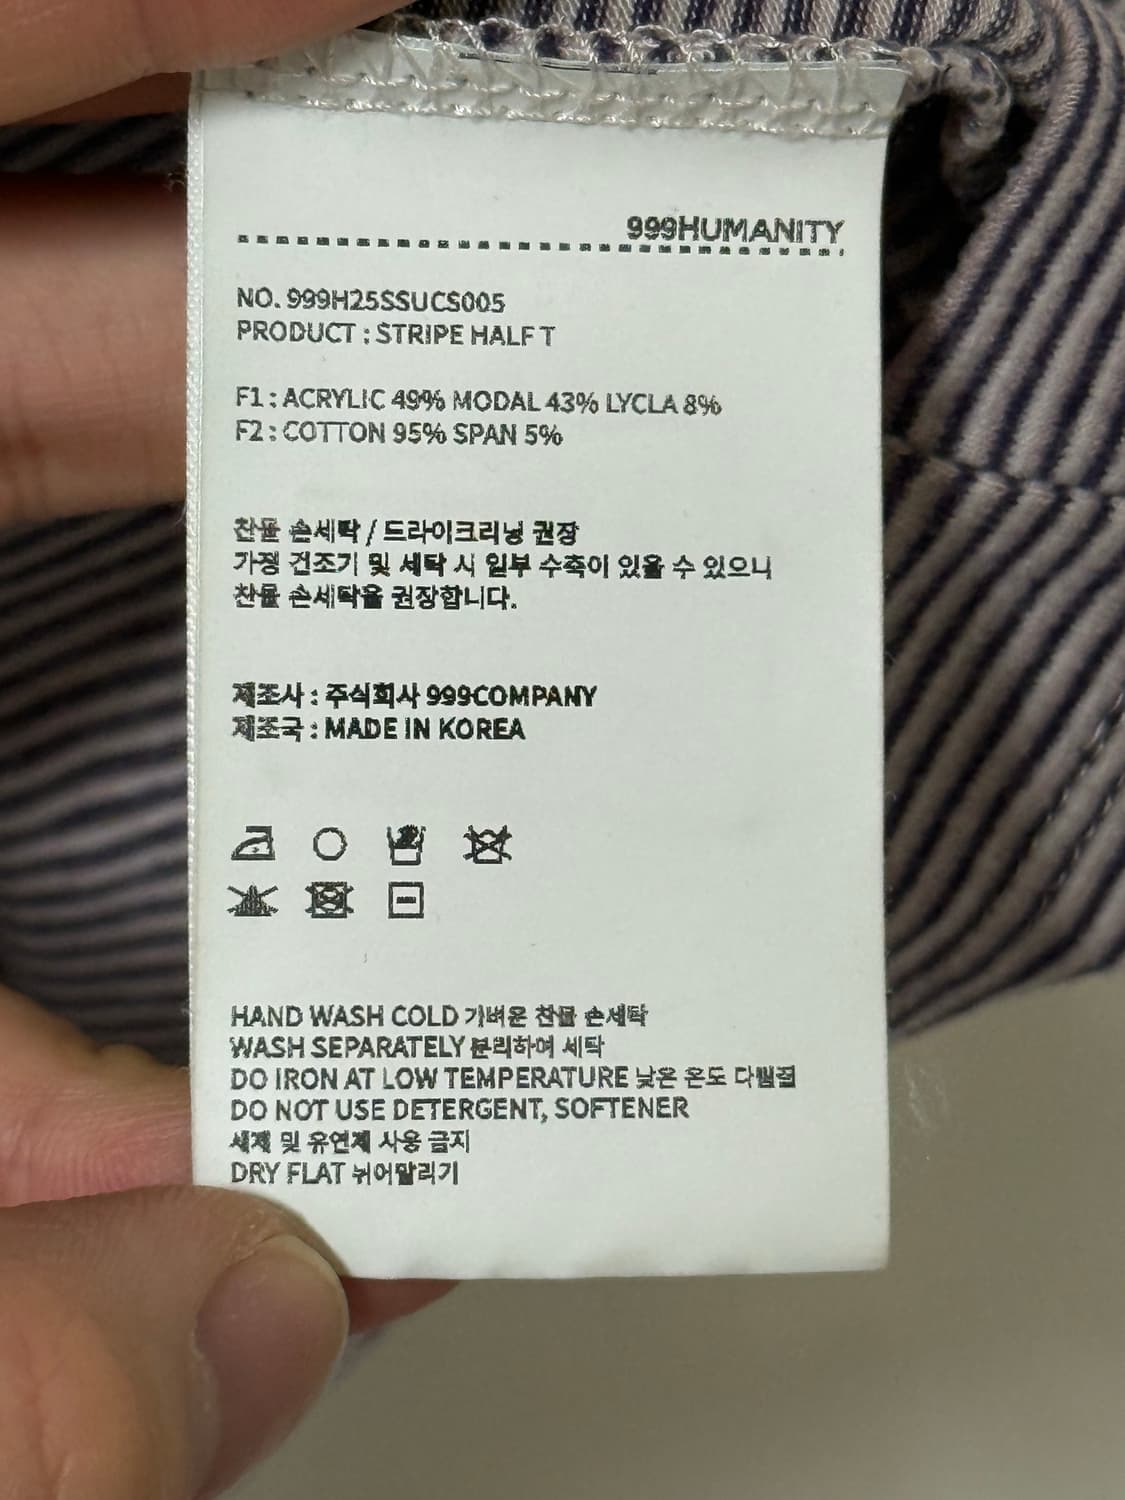 999HUMANITY
NO. 999H25SSUCS005
PRODUCT : STRIPE HALF T
F1 : ACRYLIC 49% MODAL 43% LYCLA 8%
F2 : COTTON 95% SPAN 5%
찬물 손세탁 / 드라이크리닝 권장
가정 건조기 및 세탁 시 일부 수축이 있을 수 있으니
찬물 손세탁을 권장합니다.
제조사 : 주식회사 999COMPANY
제조국 : MADE IN KOREA
HAND WASH COLD 가벼운 찬물 손세탁
WASH SEPARATELY 분리하여 세탁
DO IRON AT LOW TEMPERATURE 낮은 온도 다림질
DO NOT USE DETERGENT, SOFTENER
세제 및 유연제 사용 금지
DRY FLAT 뉘어말리기